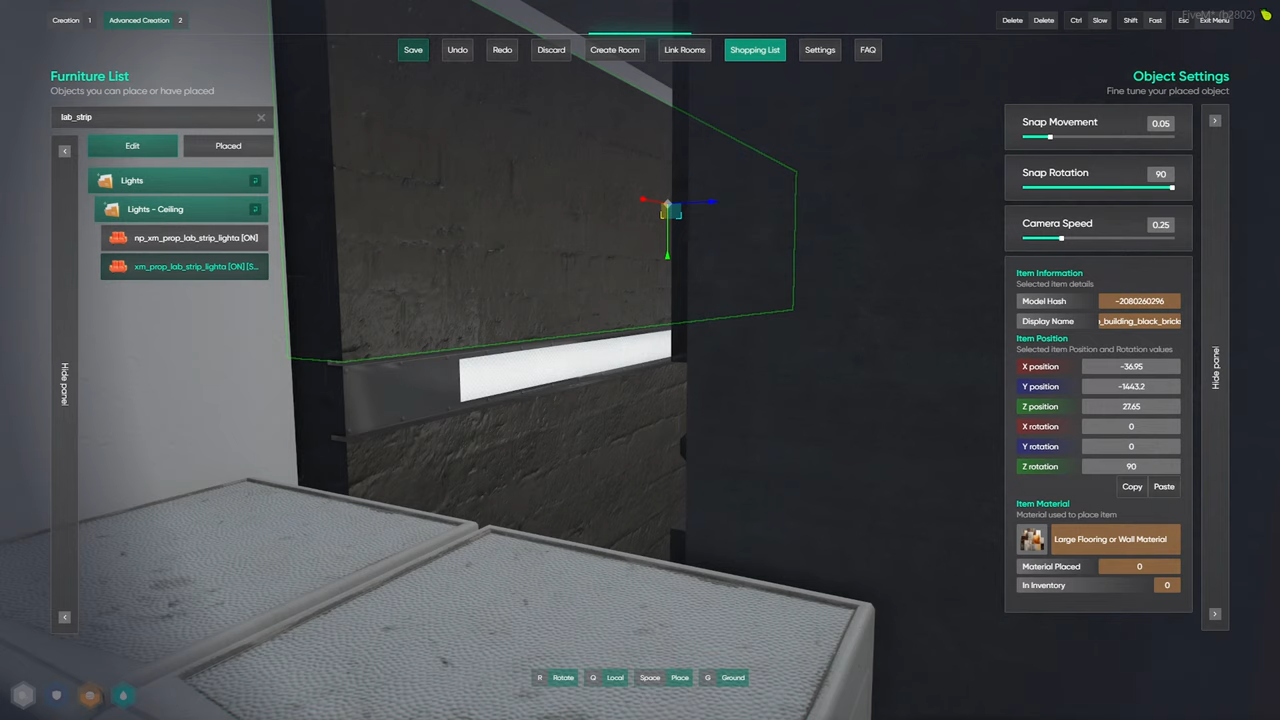 Creation 1 Advanced Creation 2
Delete Delete Ctrl Slow Shift Fast Esc Exit Menu
FiveM* (b2802)
Save Undo Redo Discard Create Room Link Rooms Shopping List Settings FAQ
Furniture List
Objects you can place or have placed
lab_strip
Edit Placed
Lights
Lights - Ceiling
np_xm_prop_lab_strip_lighta [ON]
xm_prop_lab_strip_lighta [ON] [S...
Hide panel
Object Settings
Fine tune your placed object
Snap Movement 0.05
Snap Rotation 90
Camera Speed 0.25
Item Information
Selected item details
Model Hash -2080260296
Display Name _building_black_bricks
Item Position
Selected item Position and Rotation values
X position -36.95
Y position -1443.2
Z position 27.65
X rotation 0
Y rotation 0
Z rotation 90
Copy Paste
Item Material
Material used to place item
Large Flooring or Wall Material
Material Placed 0
In Inventory 0
Hide panel
R Rotate Q Local Space Place G Ground